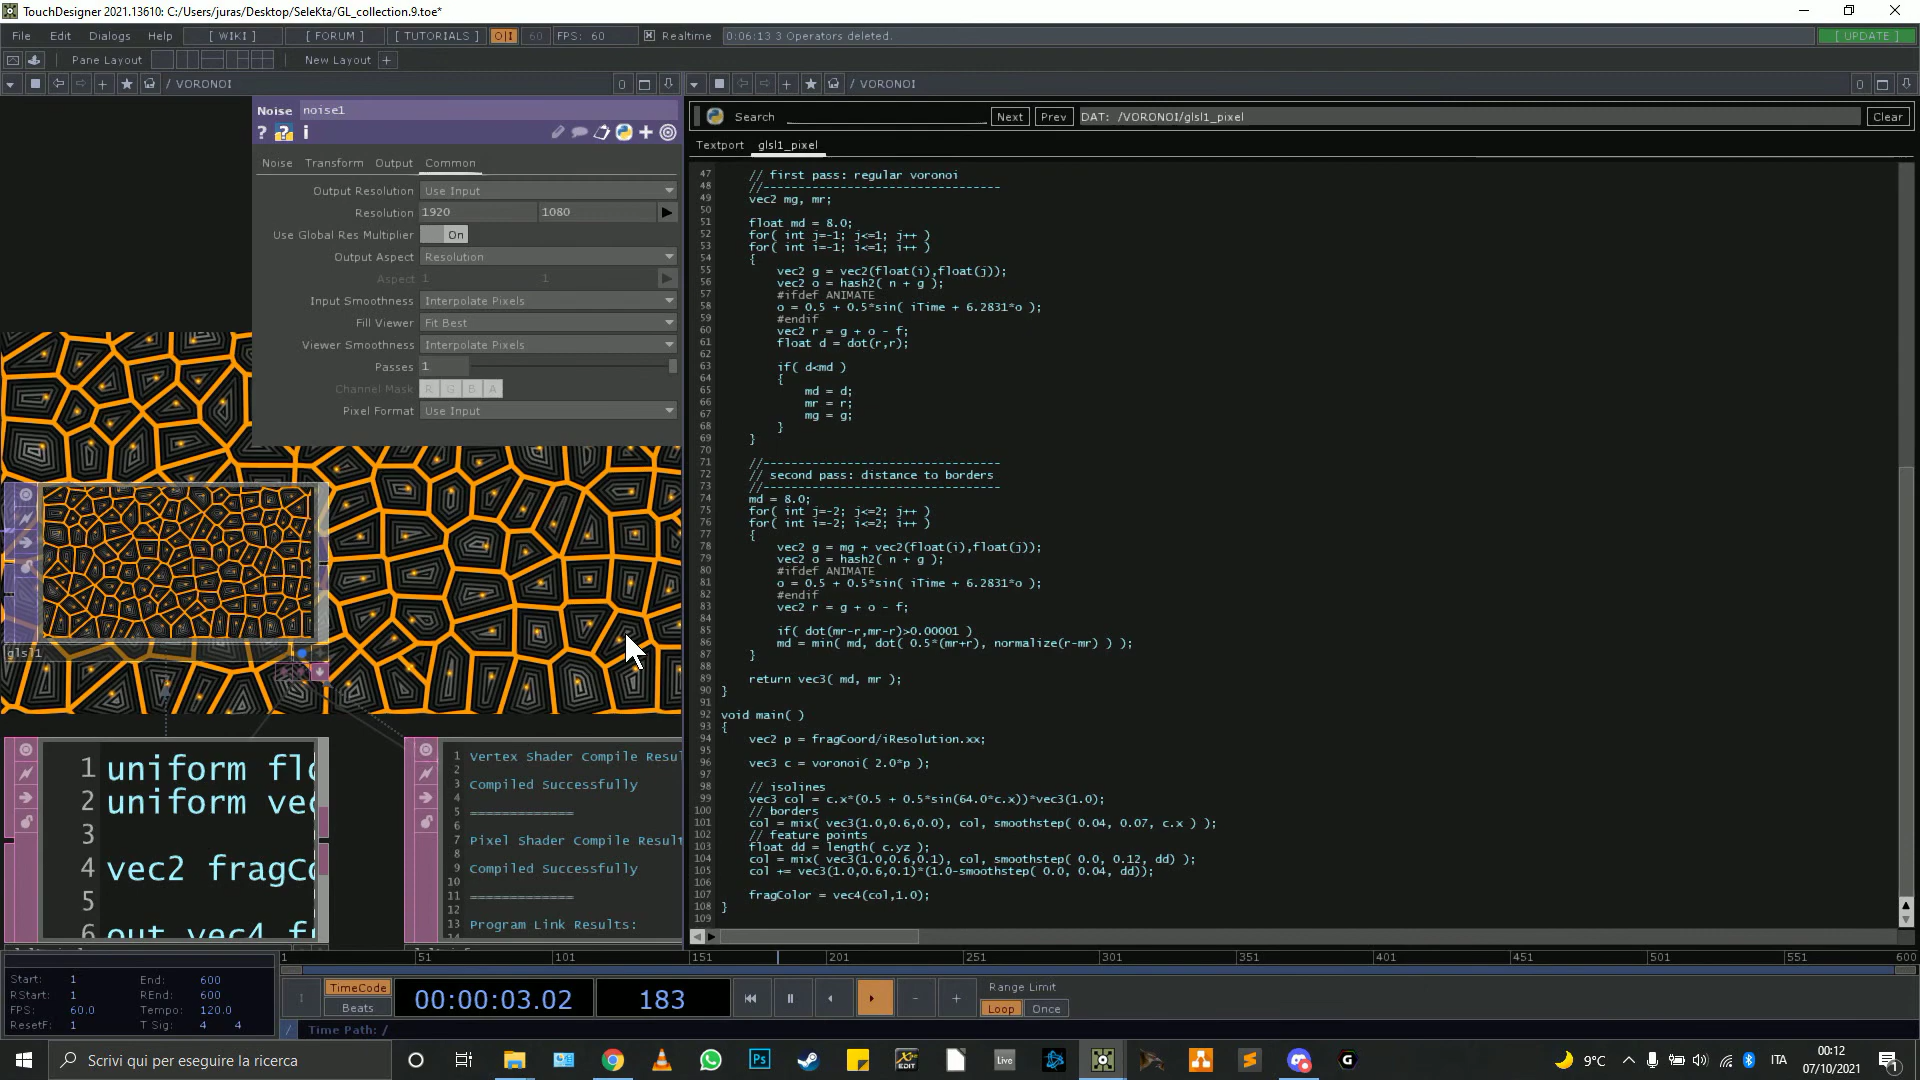 TouchDesigner 2021.13610: C:/Users/juras/Desktop/SeleKta/GL_collection.9.toe*
File Edit Dialogs Help [ WIKI ] [ FORUM ] [ TUTORIALS ] O|I 60 FPS: 60 Realtime 0:06:13 3 Operators deleted. [ UPDATE ]
Pane Layout New Layout +
/ VORONOI 0
/ VORONOI 0
Noise noise1
? ? i
Noise Transform Output Common
Output Resolution Use Input
Resolution 1920 1080
Use Global Res Multiplier On
Output Aspect Resolution
Aspect 1 1
Input Smoothness Interpolate Pixels
Fill Viewer Fit Best
Viewer Smoothness Interpolate Pixels
Passes 1
Channel Mask R G B A
Pixel Format Use Input
glsl1
1 uniform flo
2 uniform vec
3
4 vec2 fragCo
5
6 out vec4 fr
1 Vertex Shader Compile Resul
2
3 Compiled Successfully
4
5 =============
6
7 Pixel Shader Compile Result
8
9 Compiled Successfully
10
11 =============
12
13 Program Link Results:
14
Search Next Prev DAT: /VORONOI/glsl1_pixel Clear
Textport glsl1_pixel
47 // first pass: regular voronoi
48 //----------------------------------
49 vec2 mg, mr;
50
51 float md = 8.0;
52 for( int j=-1; j<=1; j++ )
53 for( int i=-1; i<=1; i++ )
54 {
55 vec2 g = vec2(float(i),float(j));
56 vec2 o = hash2( n + g );
57 #ifdef ANIMATE
58 o = 0.5 + 0.5*sin( iTime + 6.2831*o );
59 #endif
60 vec2 r = g + o - f;
61 float d = dot(r,r);
62
63 if( d<md )
64 {
65 md = d;
66 mr = r;
67 mg = g;
68 }
69 }
70
71 //----------------------------------
72 // second pass: distance to borders
73 //----------------------------------
74 md = 8.0;
75 for( int j=-2; j<=2; j++ )
76 for( int i=-2; i<=2; i++ )
77 {
78 vec2 g = mg + vec2(float(i),float(j));
79 vec2 o = hash2( n + g );
80 #ifdef ANIMATE
81 o = 0.5 + 0.5*sin( iTime + 6.2831*o );
82 #endif
83 vec2 r = g + o - f;
84
85 if( dot(mr-r,mr-r)>0.00001 )
86 md = min( md, dot( 0.5*(mr+r), normalize(r-mr) ) );
87 }
88
89 return vec3( md, mr );
90 }
91
92 void main( )
93 {
94 vec2 p = fragCoord/iResolution.xx;
95
96 vec3 c = voronoi( 2.0*p );
97
98 // isolines
99 vec3 col = c.x*(0.5 + 0.5*sin(64.0*c.x))*vec3(1.0);
100 // borders
101 col = mix( vec3(1.0,0.6,0.0), col, smoothstep( 0.04, 0.07, c.x ) );
102 // feature points
103 float dd = length( c.yz );
104 col = mix( vec3(1.0,0.6,0.1), col, smoothstep( 0.0, 0.12, dd) );
105 col += vec3(1.0,0.6,0.1)*(1.0-smoothstep( 0.0, 0.04, dd));
106
107 fragColor = vec4(col,1.0);
108 }
109
1 51 101 151 201 251 301 351 401 451 501 551 600
Start: 1 End: 600
RStart: 1 REnd: 600
FPS: 60.0 Tempo: 120.0
ResetF: 1 T Sig: 4 4
1 TimeCode Beats 00:00:03.02 183 - + Range Limit Loop Once
/ Time Path: /
Scrivi qui per eseguire la ricerca Ps EDIT Live G 9°C ITA 00:12 07/10/2021 1